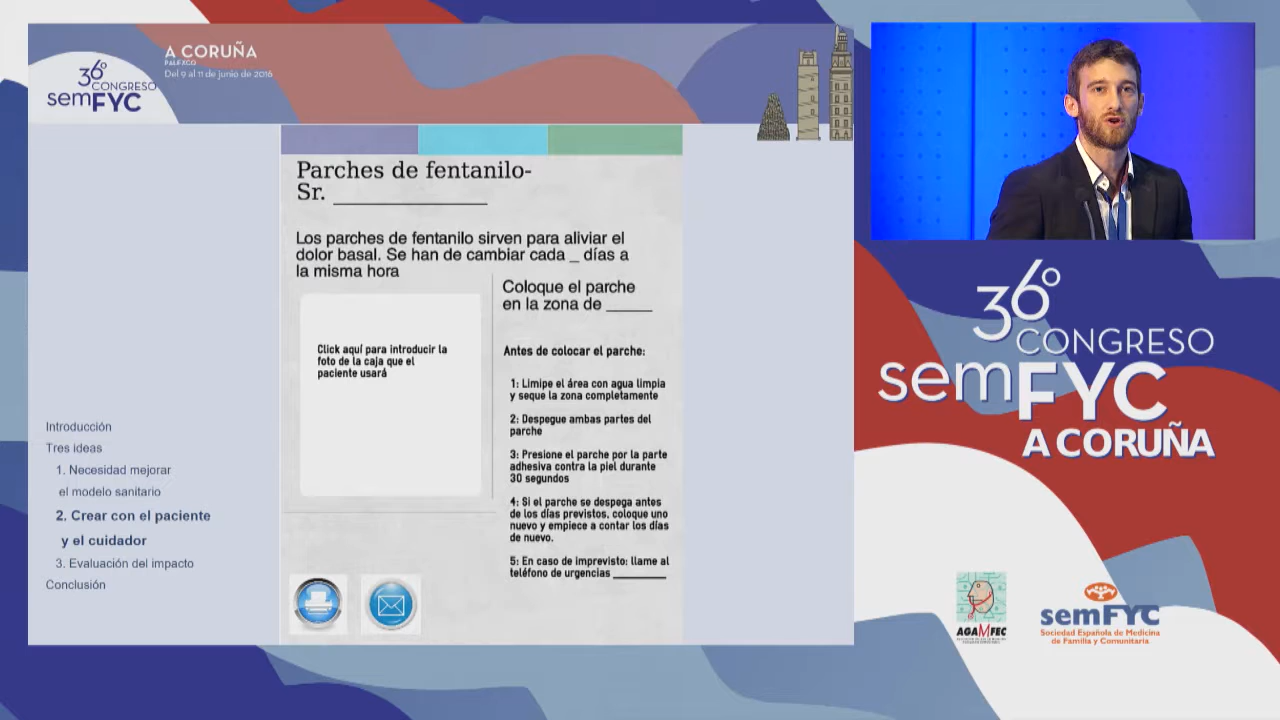 A CORUÑA
PALEXCO
Del 9 al 11 de junio de 2016
36º
CONGRESO
semFYC
Parches de fentanilo-
Sr. ________________
Los parches de fentanilo sirven para aliviar el
dolor basal. Se han de cambiar cada _ días a
la misma hora
Click aquí para introducir la
foto de la caja que el
paciente usará
Coloque el parche
en la zona de _____
Antes de colocar el parche:
1: Limipe el área con agua limpia
y seque la zona completamente
2: Despegue ambas partes del
parche
3: Presione el parche por la parte
adhesiva contra la piel durante
30 segundos
4: Si el parche se despega antes
de los días previstos, coloque uno
nuevo y empiece a contar los días
de nuevo.
5: En caso de imprevisto: llame al
teléfono de urgencias _________
Introducción
Tres ideas
1. Necesidad mejorar
el modelo sanitario
2. Crear con el paciente
y el cuidador
3. Evaluación del impacto
Conclusión
36º
CONGRESO
semFYC
A CORUÑA
AGAMFEC
semFYC
Sociedad Española de Medicina
de Familia y Comunitaria